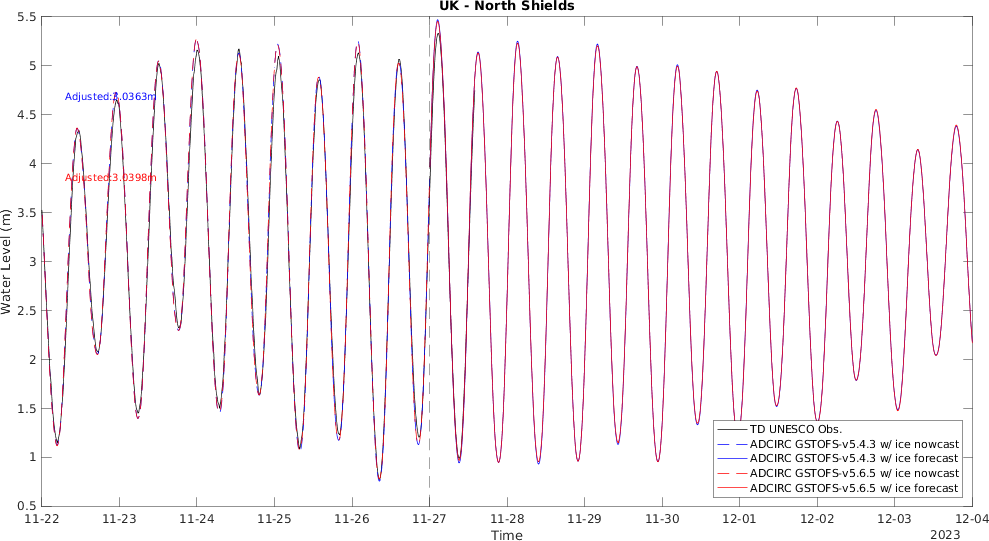 UK - North Shields
5.5
5
4.5
4
3.5
3
2.5
2
1.5
1
0.5
Water Level (m)
Adjusted:3.0363m
Adjusted:3.0398m
TD UNESCO Obs.
ADCIRC GSTOFS-v5.4.3 w/ ice nowcast
ADCIRC GSTOFS-v5.4.3 w/ ice forecast
ADCIRC GSTOFS-v5.6.5 w/ ice nowcast
ADCIRC GSTOFS-v5.6.5 w/ ice forecast
11-22 11-23 11-24 11-25 11-26 11-27 11-28 11-29 11-30 12-01 12-02 12-03 12-04
Time
2023